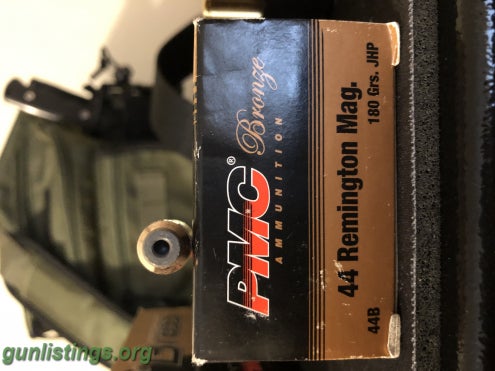 PMC® Bronze
AMMUNITION
44 Remington Mag.
44B 180 Grs. JHP
gunlistings.org